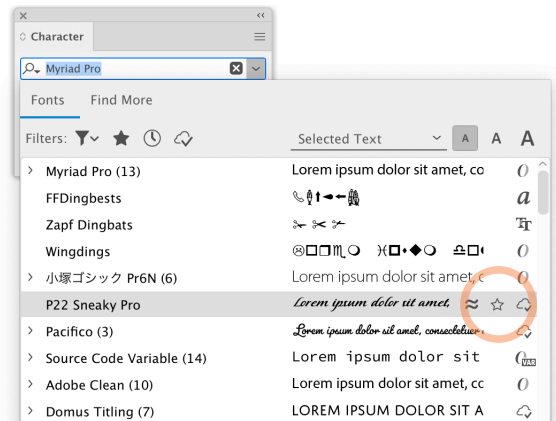 Character
Myriad Pro
Fonts Find More
Filters: Selected Text A A A
Myriad Pro (13) Lorem ipsum dolor sit amet, co
FFDingbests
Zapf Dingbats
Wingdings
小塚ゴシック Pr6N (6) Lorem ipsum dolor sit amet, c
P22 Sneaky Pro Lorem ipsum dolor sit amet,
Pacifico (3) Lorem ipsum dolor sit amet, consectetuer
Source Code Variable (14) Lorem ipsum dolor sit VAR
Adobe Clean (10) Lorem ipsum dolor sit amet, cc
Domus Titling (7) LOREM IPSUM DOLOR SIT A